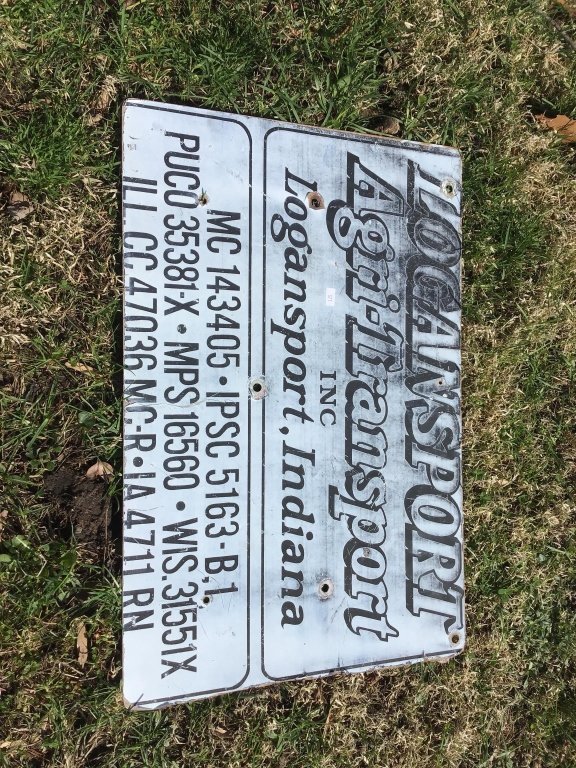 LOGANSPORT
Agri-Transport
INC
Logansport, Indiana
MC 143405 • IPSC 5163-B,1
PUCO 35381X • MPS 16560 • WIS. 31551X
ILL CC 47036 MC-R • IA 4711 RN